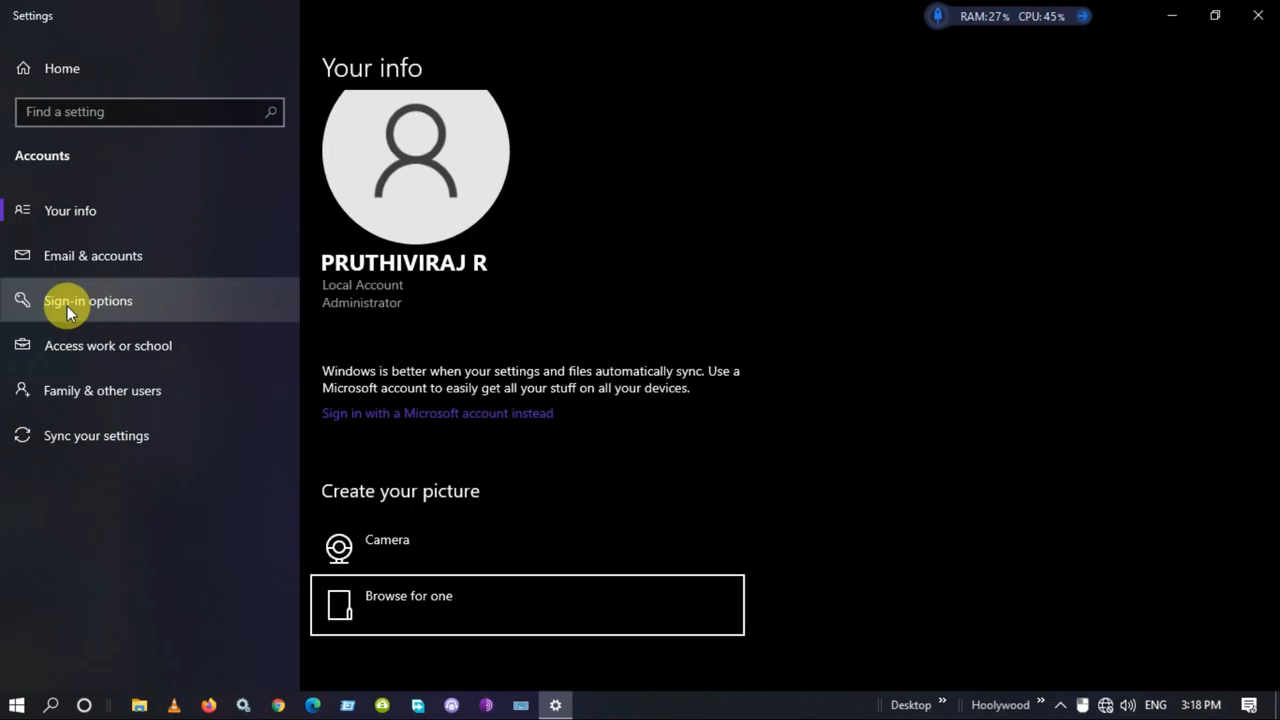 Settings
RAM:27% CPU:45%
Home
Find a setting
Accounts
Your info
Email & accounts
Sign-in options
Access work or school
Family & other users
Sync your settings
Your info
PRUTHIVIRAJ R
Local Account
Administrator
Windows is better when your settings and files automatically sync. Use a
Microsoft account to easily get all your stuff on all your devices.
Sign in with a Microsoft account instead
Create your picture
Camera
Browse for one
Desktop
Hoolywood
ENG
3:18 PM